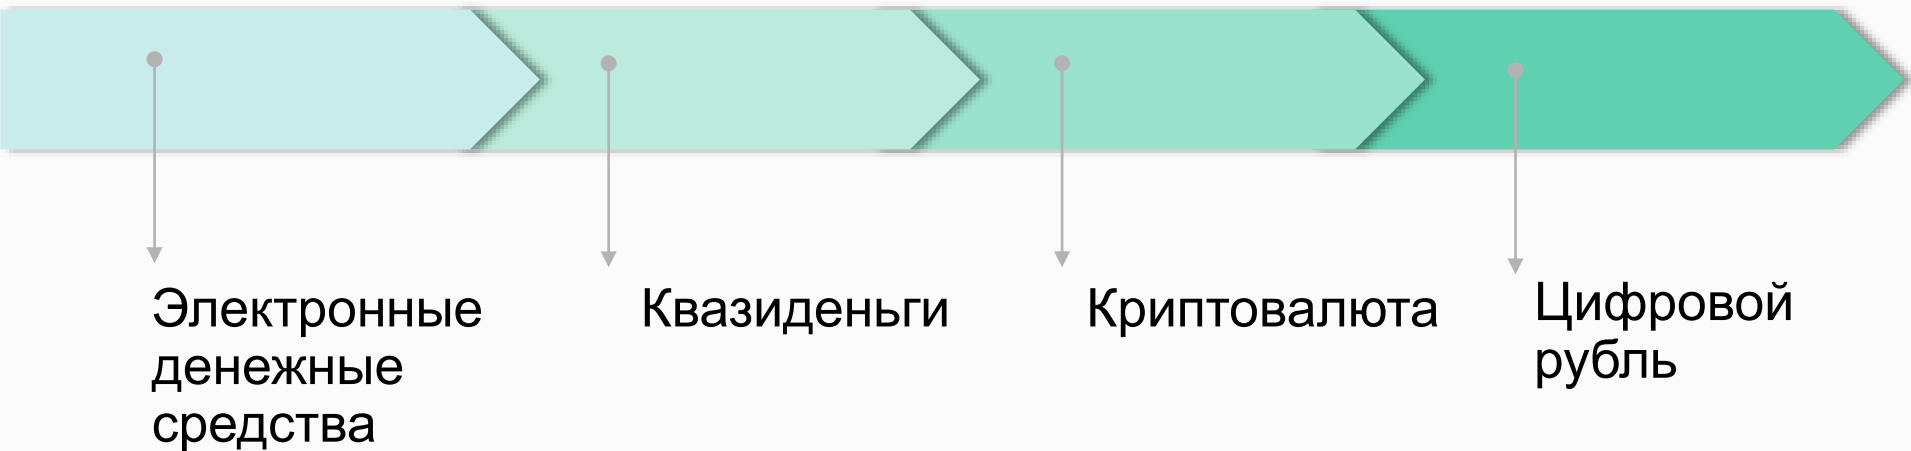 Электронные
денежные
средства
Квазиденьги
Криптовалюта
Цифровой
рубль